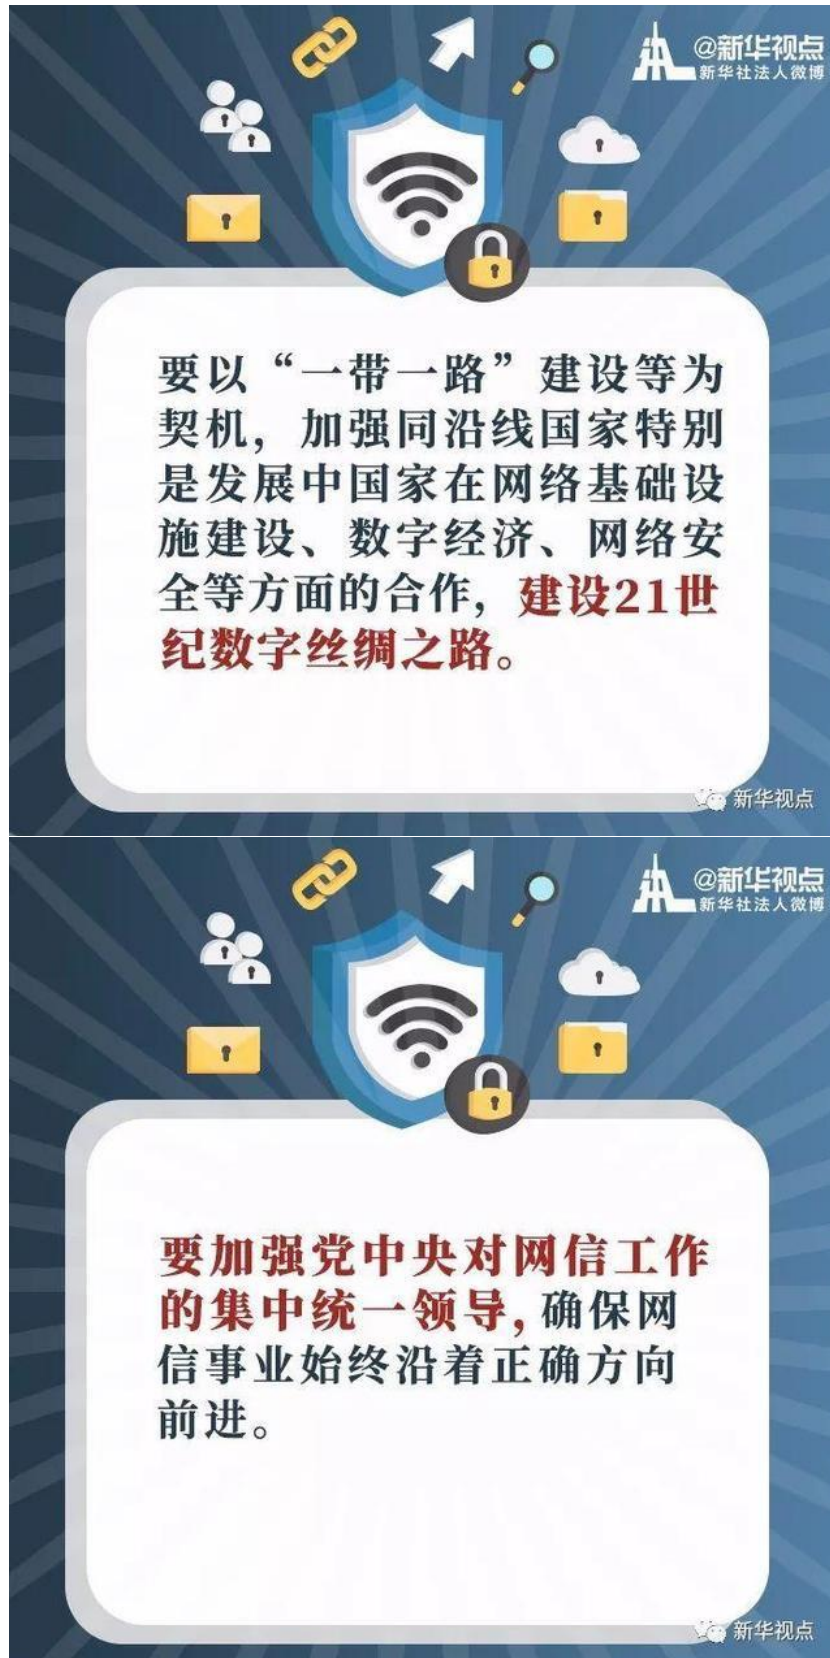 @新华视点
新华社法人微博
要以“一带一路”建设等为
契机，加强同沿线国家特别
是发展中国家在网络基础设
施建设、数字经济、网络安
全等方面的合作，建设21世
纪数字丝绸之路。
新华视点
@新华视点
新华社法人微博
要加强党中央对网信工作
的集中统一领导，确保网
信事业始终沿着正确方向
前进。
新华视点